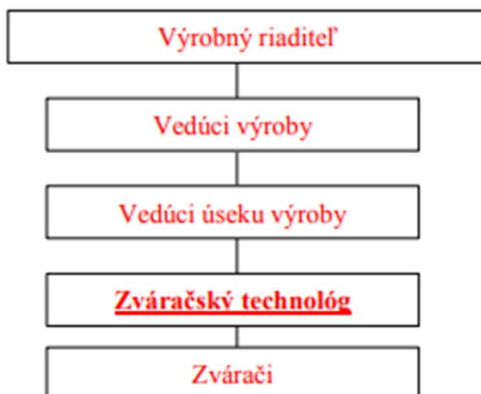 Výrobný riaditeľ
Vedúci výroby
Vedúci úseku výroby
Zváračský technológ
Zvárači